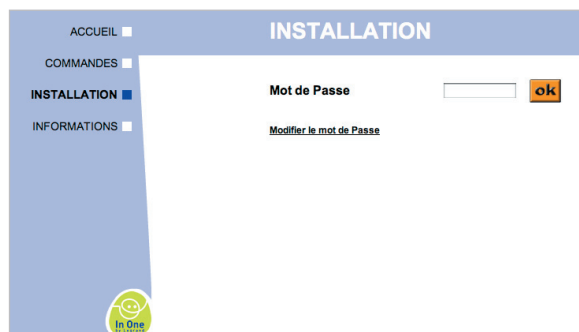 ACCUEIL
COMMANDES
INSTALLATION
INFORMATIONS
INSTALLATION
Mot de Passe
ok
Modifier le mot de Passe
In One